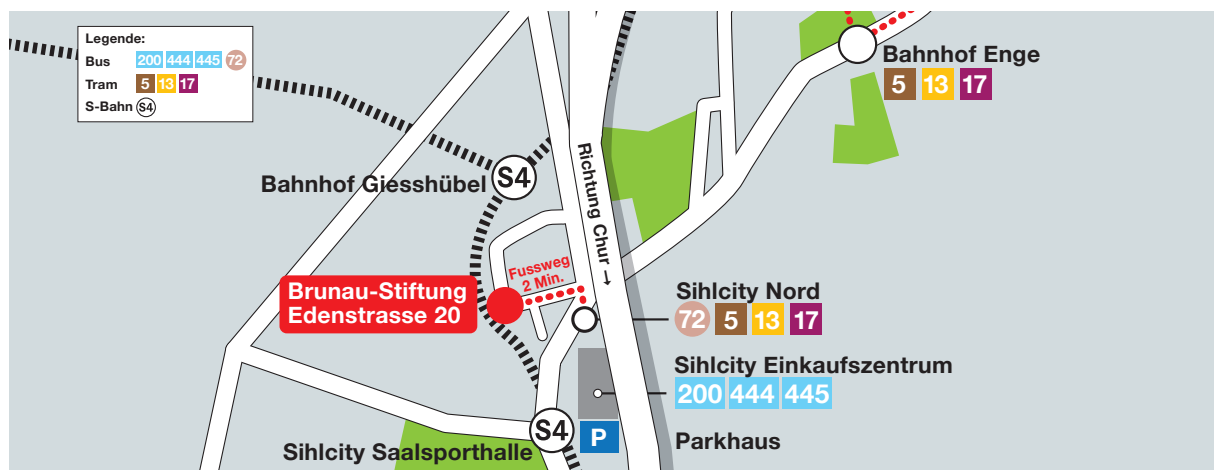 Legende:
Bus 200 444 445 72
Tram 5 13 17
S-Bahn S4
Bahnhof Enge
5 13 17
Richtung Chur →
Bahnhof Giesshübel S4
Fussweg
2 Min.
Brunau-Stiftung
Edenstrasse 20
Sihlcity Nord
72 5 13 17
Sihlcity Einkaufszentrum
200 444 445
Sihlcity Saalsporthalle S4
P Parkhaus